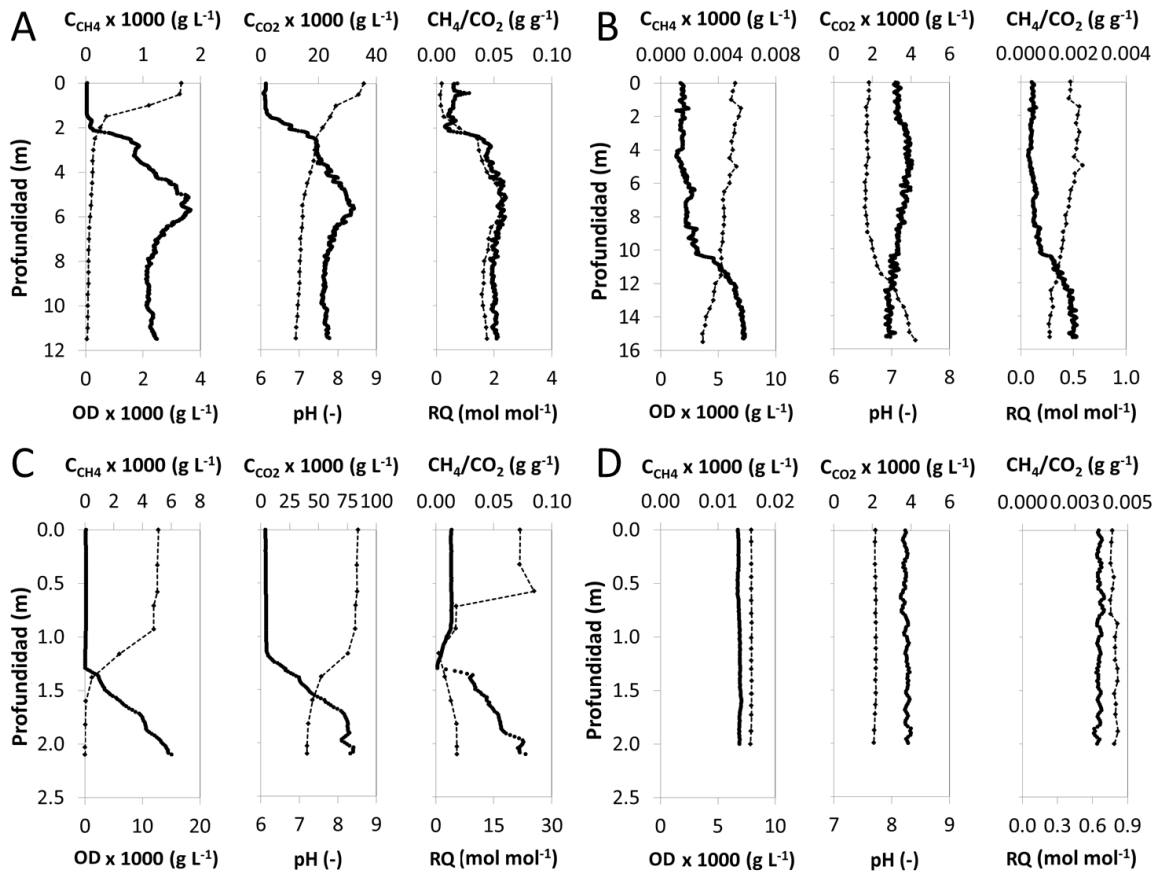 A
C_CH4 x 1000 (g L⁻¹)
0 1 2
C_CO2 x 1000 (g L⁻¹)
0 20 40
CH₄/CO₂ (g g⁻¹)
0.00 0.05 0.10
Profundidad (m)
0
2
4
6
8
10
12
0 2 4
OD x 1000 (g L⁻¹)
6 7 8 9
pH (-)
0 2 4
RQ (mol mol⁻¹)
B
C_CH4 x 1000 (g L⁻¹)
0.000 0.004 0.008
C_CO2 x 1000 (g L⁻¹)
0 2 4 6
CH₄/CO₂ (g g⁻¹)
0.000 0.002 0.004
Profundidad (m)
0
2
4
6
8
10
12
14
16
0 5 10
OD x 1000 (g L⁻¹)
6 7 8
pH (-)
0.0 0.5 1.0
RQ (mol mol⁻¹)
C
C_CH4 x 1000 (g L⁻¹)
0 2 4 6 8
C_CO2 x 1000 (g L⁻¹)
0 25 50 75 100
CH₄/CO₂ (g g⁻¹)
0.00 0.05 0.10
Profundidad (m)
0.0
0.5
1.0
1.5
2.0
2.5
0 10 20
OD x 1000 (g L⁻¹)
6 7 8 9
pH (-)
0 15 30
RQ (mol mol⁻¹)
D
C_CH4 x 1000 (g L⁻¹)
0.00 0.01 0.02
C_CO2 x 1000 (g L⁻¹)
0 2 4 6
CH₄/CO₂ (g g⁻¹)
0.000 0.003 0.005
Profundidad (m)
0.0
0.5
1.0
1.5
2.0
2.5
0 5 10
OD x 1000 (g L⁻¹)
6 7 8 9
pH (-)
0.0 0.3 0.6 0.9
RQ (mol mol⁻¹)